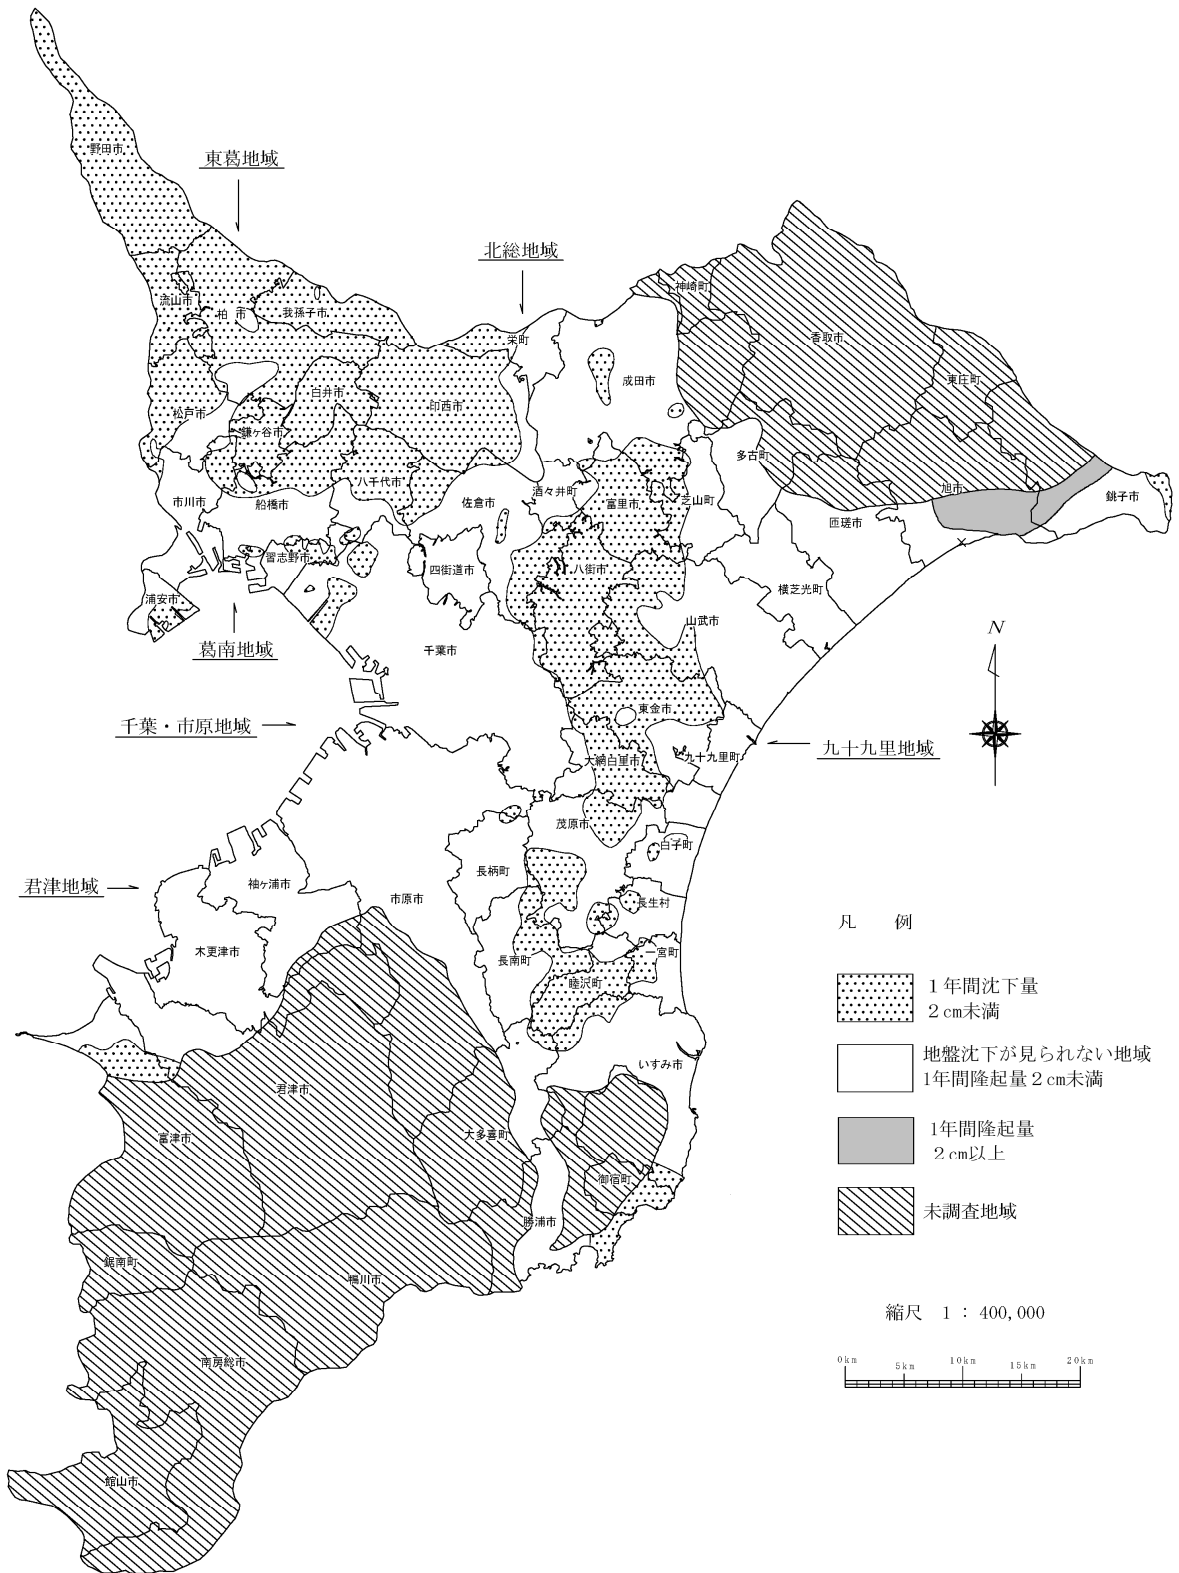 野田市
東葛地域
北総地域
神崎町
流山市
柏 市
我孫子市
栄町
香取市
成田市
東庄町
白井市
印西市
松戸市
鎌ヶ谷市
多古町
八千代市
酒々井町
富里市
芝山町
旭市
銚子市
市川市
船橋市
佐倉市
匝瑳市
習志野市
四街道市
八街市
横芝光町
浦安市
山武市
葛南地域
千葉市
N
東金市
千葉・市原地域
九十九里地域
大網白里市
九十九里町
茂原市
白子町
長柄町
君津地域
袖ヶ浦市
市原市
長生村
凡 例
木更津市
長南町
一宮町
睦沢町
1年間沈下量
2cm未満
地盤沈下が見られない地域
1年間隆起量2cm未満
いすみ市
君津市
富津市
大多喜町
1年間隆起量
2cm以上
御宿町
未調査地域
勝浦市
鋸南町
鴨川市
縮尺 1 : 400,000
南房総市
0km 5km 10km 15km 20km
館山市